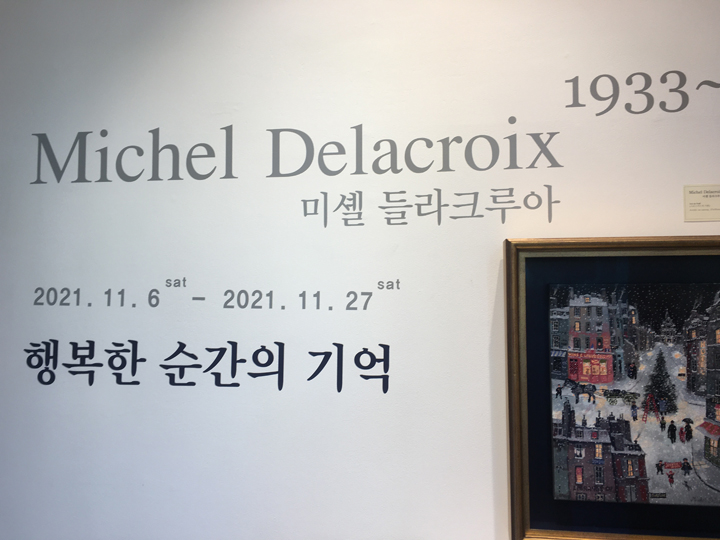 1933~
Michel Delacroix
미셸 들라크루아
2021. 11. 6 sat - 2021. 11. 27 sat
행복한 순간의 기억